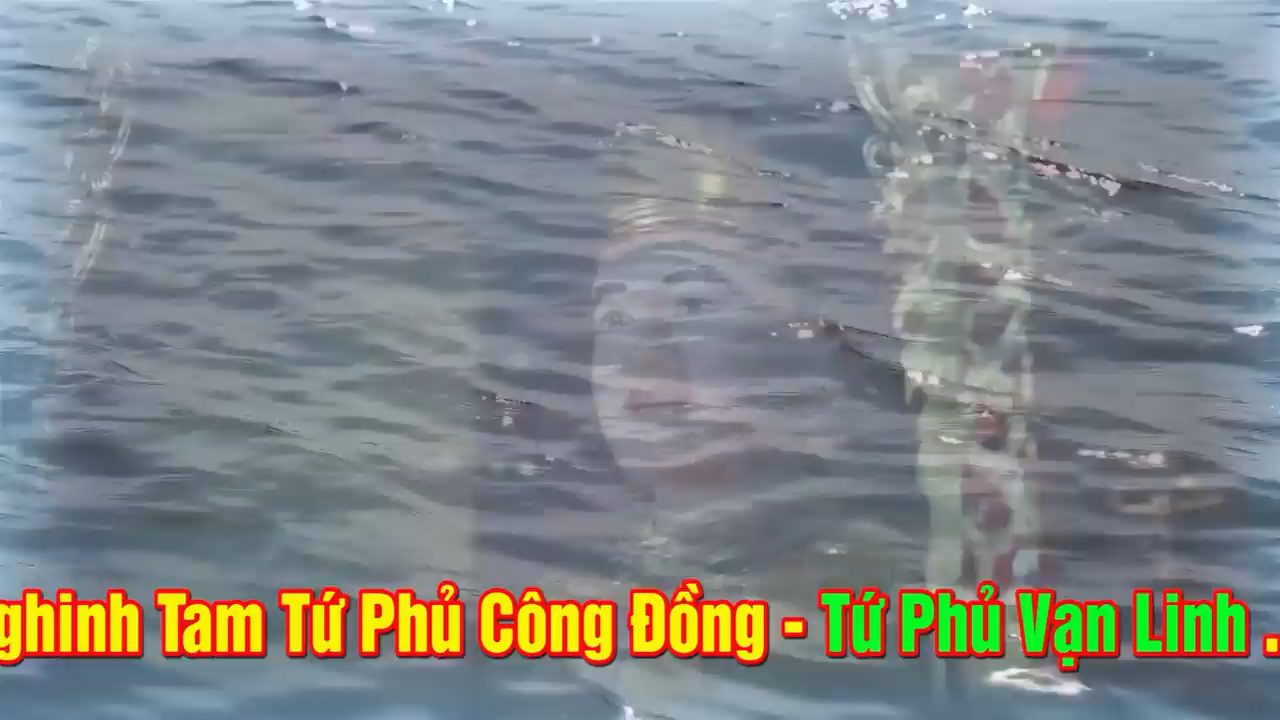 ghinh Tam Tứ Phủ Công Đồng - Tứ Phủ Vạn Linh .